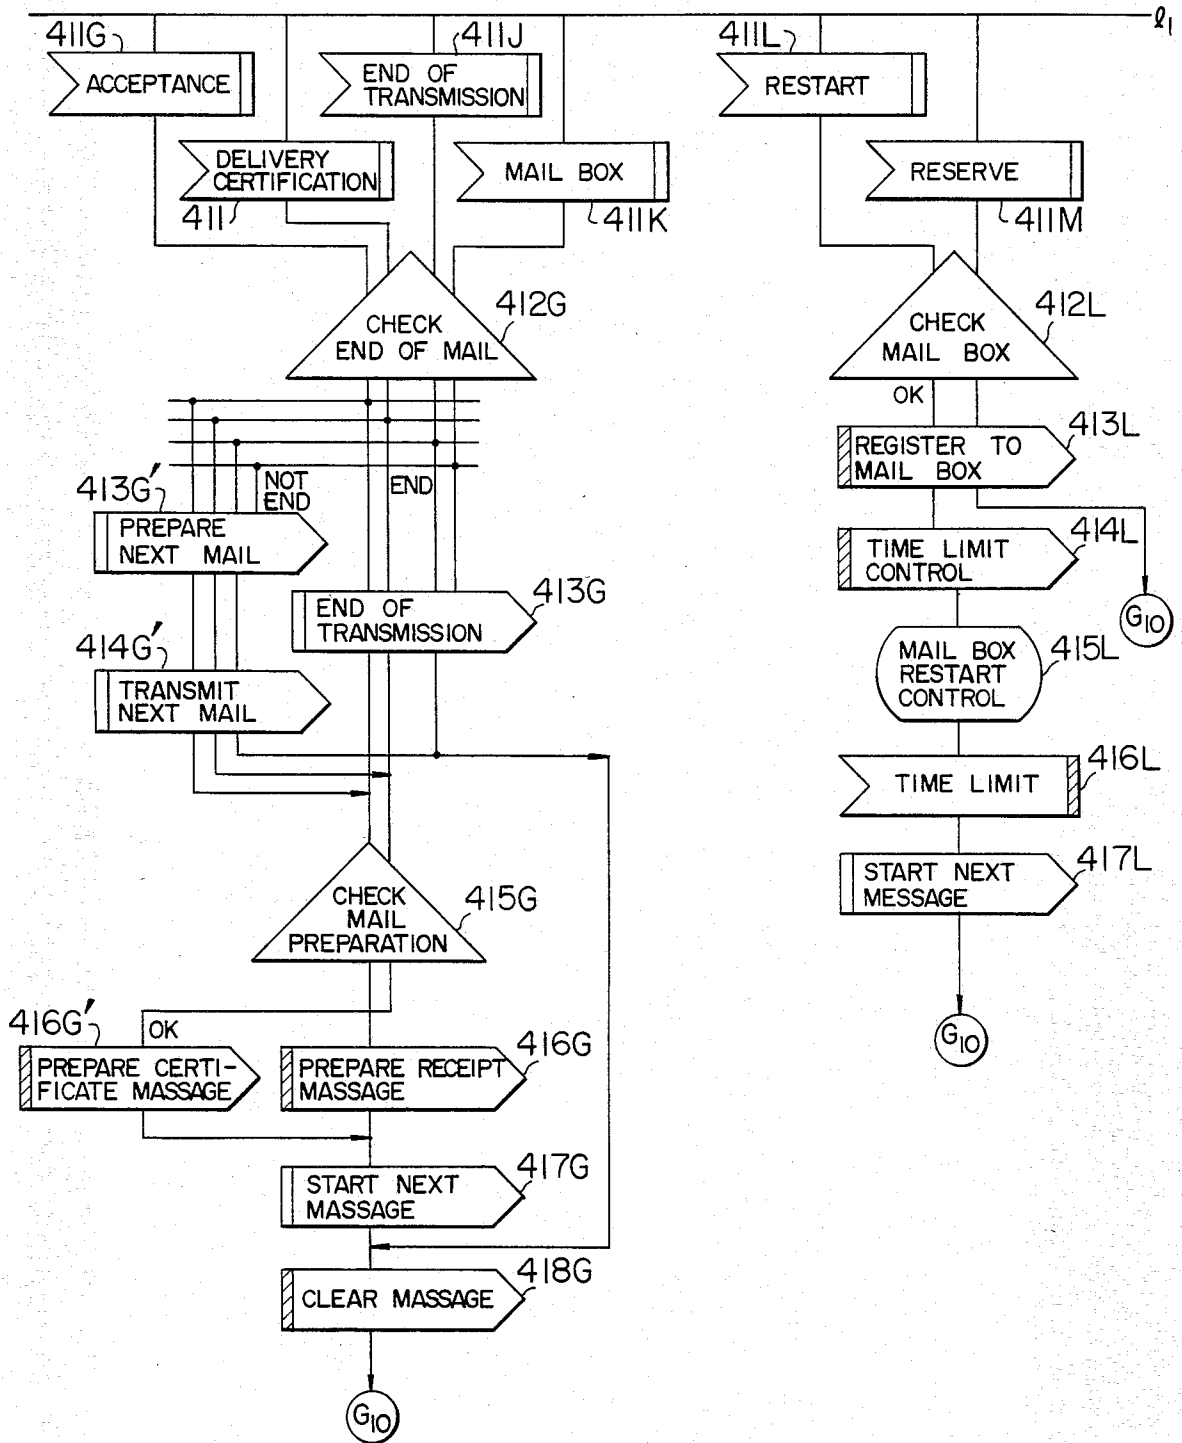 ℓ1
411G
ACCEPTANCE
411J
END OF
TRANSMISSION
411L
RESTART
DELIVERY
CERTIFICATION
411
MAIL BOX
411K
RESERVE
411M
CHECK
END OF MAIL
412G
CHECK
MAIL BOX
412L
OK
NOT
END
END
413G'
PREPARE
NEXT MAIL
REGISTER TO
MAIL BOX
413L
TIME LIMIT
CONTROL
414L
END OF
TRANSMISSION
413G
G10
414G'
TRANSMIT
NEXT MAIL
MAIL BOX
RESTART
CONTROL
415L
TIME LIMIT
416L
CHECK
MAIL
PREPARATION
415G
START NEXT
MESSAGE
417L
G10
416G'
OK
PREPARE CERTI-
FICATE MASSAGE
PREPARE RECEIPT
MASSAGE
416G
START NEXT
MASSAGE
417G
CLEAR MASSAGE
418G
G10